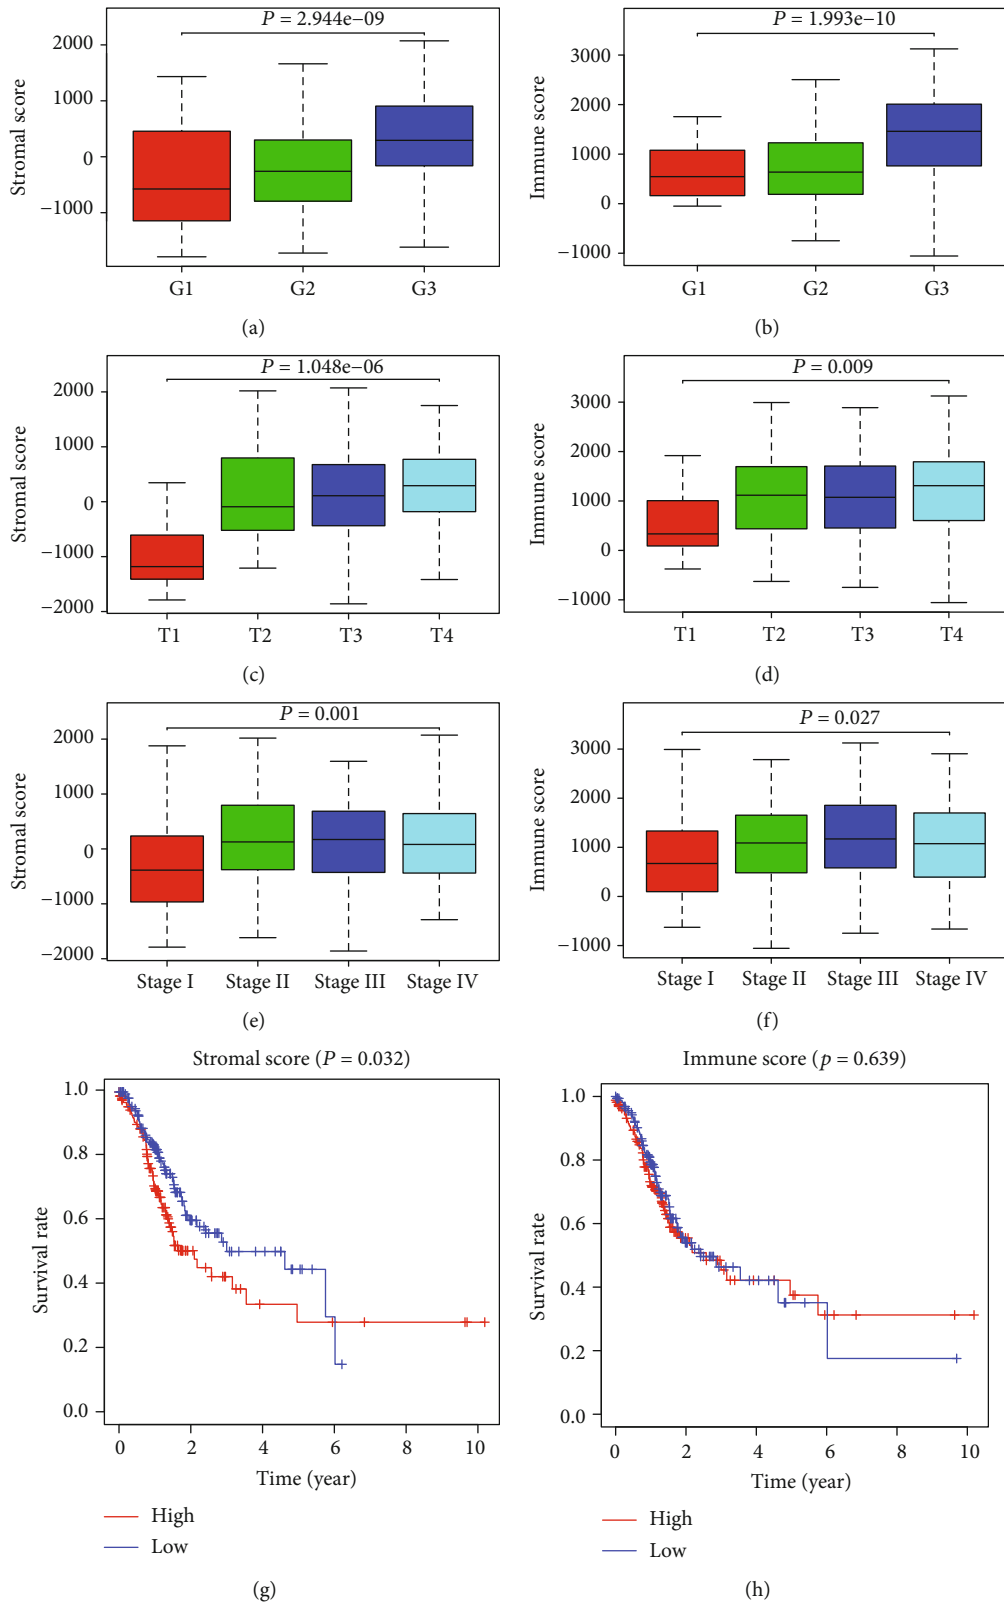 P = 2.944e−09
Stromal score
2000
1000
0
−1000
G1 G2 G3
(a)
P = 1.993e−10
Immune score
3000
2000
1000
0
−1000
G1 G2 G3
(b)
P = 1.048e−06
Stromal score
2000
1000
0
−1000
−2000
T1 T2 T3 T4
(c)
P = 0.009
Immune score
3000
2000
1000
0
−1000
T1 T2 T3 T4
(d)
P = 0.001
Stromal score
2000
1000
0
−1000
−2000
Stage I Stage II Stage III Stage IV
(e)
P = 0.027
Immune score
3000
2000
1000
0
−1000
Stage I Stage II Stage III Stage IV
(f)
Stromal score (P = 0.032)
Survival rate
1.0
0.8
0.6
0.4
0.2
0.0
0 2 4 6 8 10
Time (year)
High
Low
(g)
Immune score (p = 0.639)
Survival rate
1.0
0.8
0.6
0.4
0.2
0.0
0 2 4 6 8 10
Time (year)
High
Low
(h)